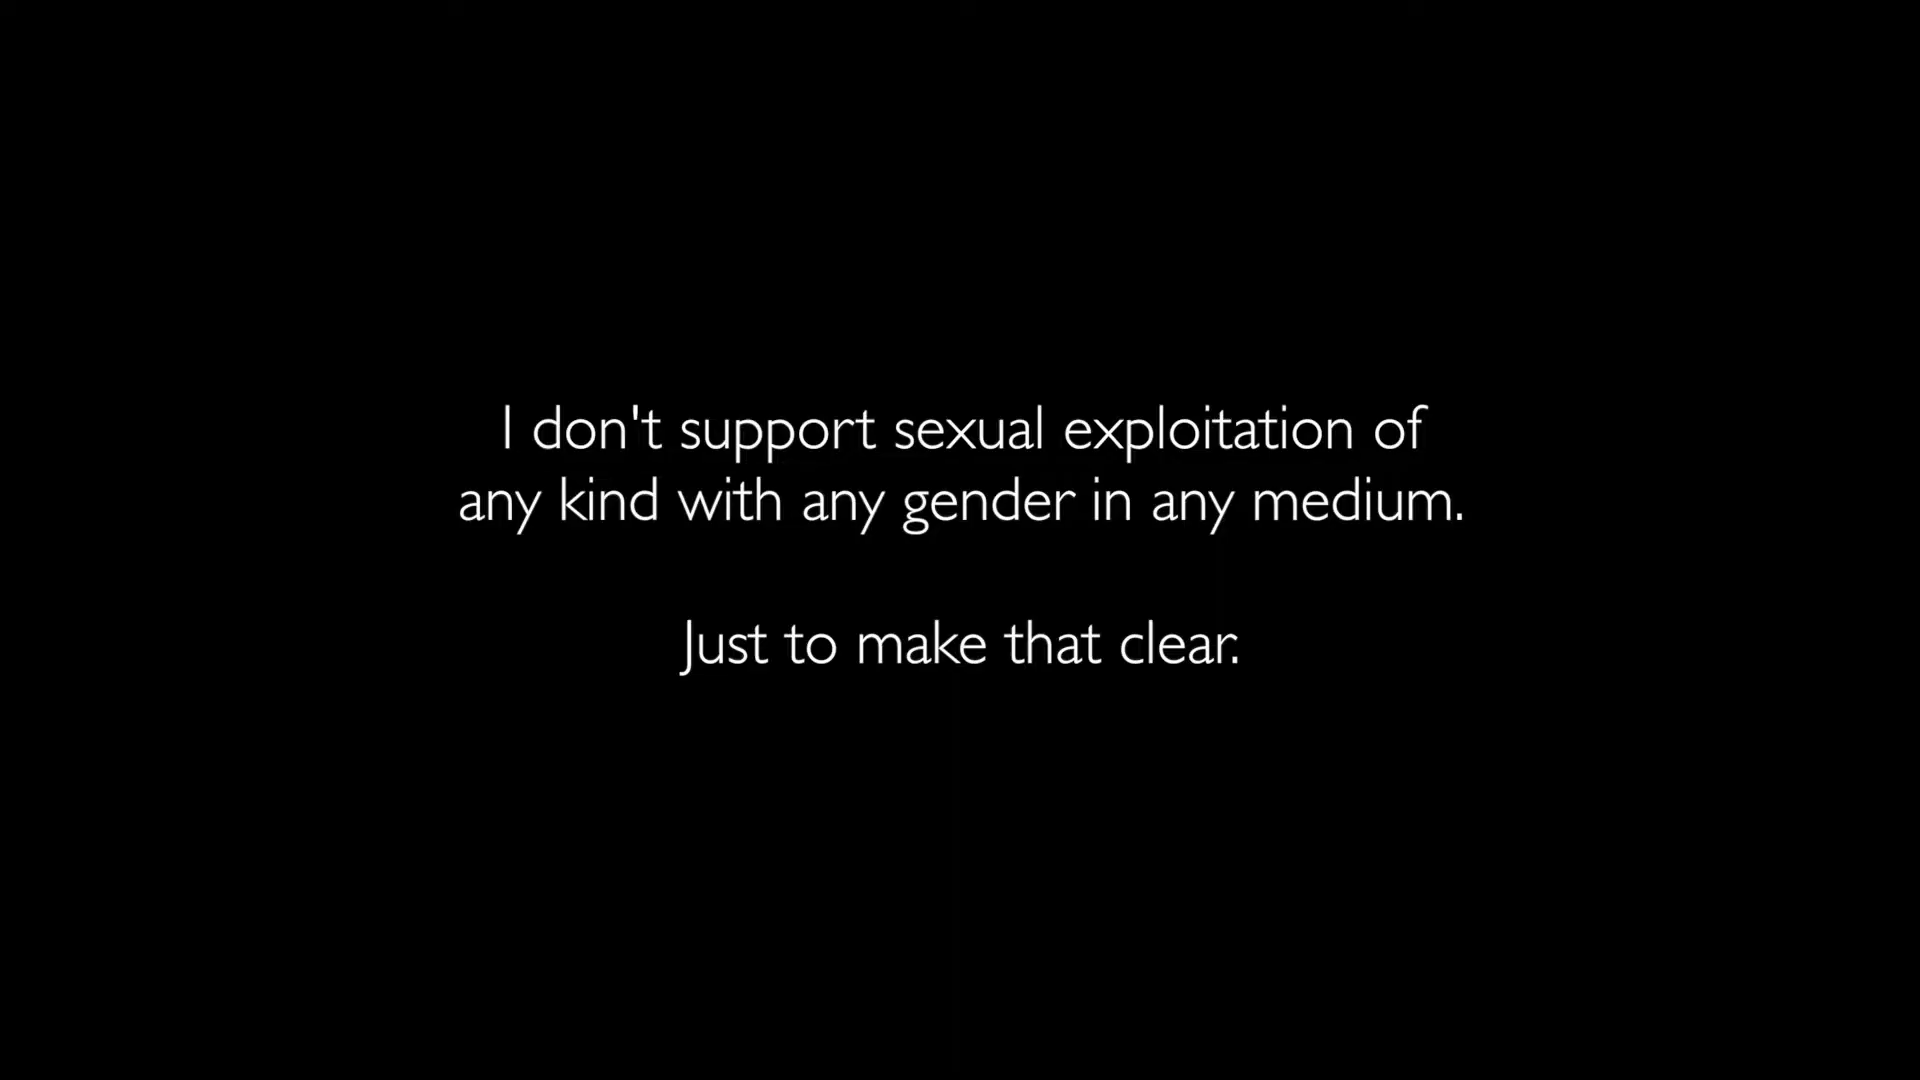 I don't support sexual exploitation of
any kind with any gender in any medium.
Just to make that clear.